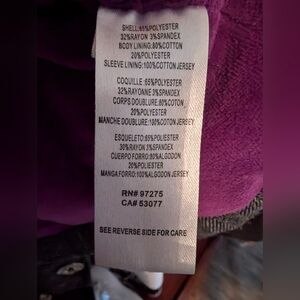 SHELL:65%POLYESTER
32%RAYON 3%SPANDEX
BODY LINING:80%COTTON
20%POLYESTER
SLEEVE LINING:100%COTTON JERSEY
COQUILLE :65%POLYESTER
32%RAYONNE 3%SPANDEX
CORPS DOUBLURE:80%COTON,
20%POLYESTER
MANCHE DOUBLURE:100%COTON JERSEY
ESQUELETO:65%POLIESTER
30%RAYON 3%SPANDEX
CUERPO FORRO:80%ALGODON
20%POLYESTER
MANGA FORRO:100%ALGODON JERSEY
RN# 97275
CA# 53077
SEE REVERSE SIDE FOR CARE